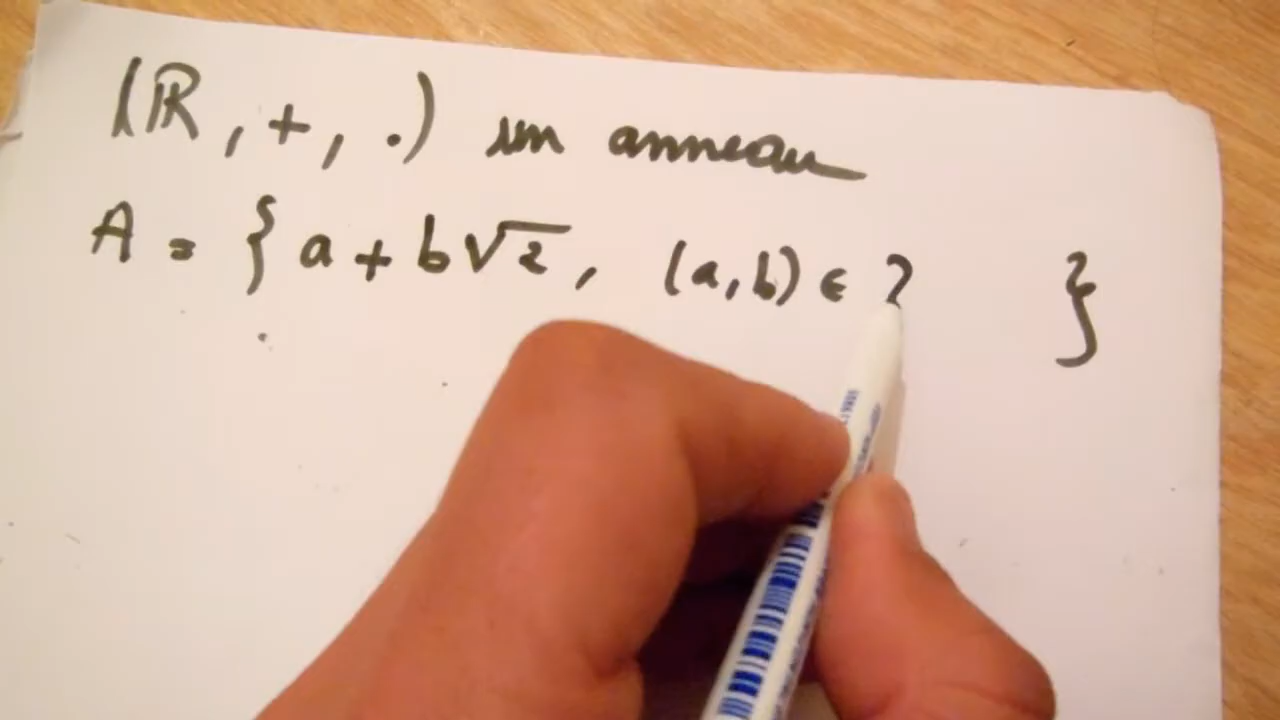 (ℝ, +, .) un anneau
A = { a + b√2, (a,b) ∈ ? }